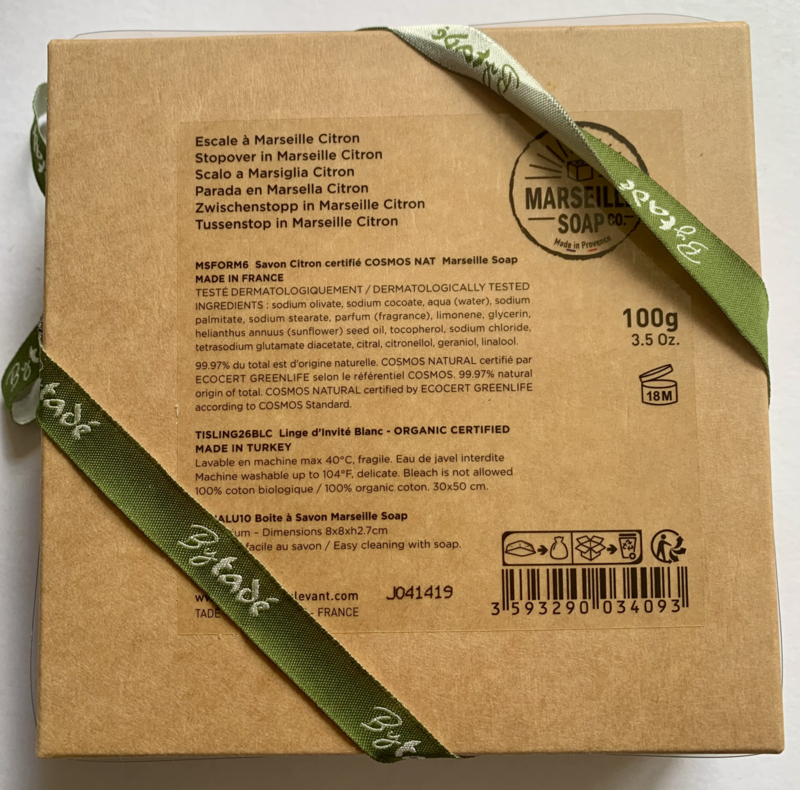 Bytadé
Escale à Marseille Citron
Stopover in Marseille Citron
Scalo a Marsiglia Citron
Parada en Marsella Citron
Zwischenstopp in Marseille Citron
Tussenstop in Marseille Citron
MARSEILL
SOAP CO.
Made in Provence
Bytadé
MSFORM6 Savon Citron certifié COSMOS NAT Marseille Soap
MADE IN FRANCE
TESTÉ DERMATOLOGIQUEMENT / DERMATOLOGICALLY TESTED
INGREDIENTS : sodium olivate, sodium cocoate, aqua (water), sodium
palmitate, sodium stearate, parfum (fragrance), limonene, glycerin,
helianthus annuus (sunflower) seed oil, tocopherol, sodium chloride,
tetrasodium glutamate diacetate, citral, citronellol, geraniol, linalool.
100g
3.5 Oz.
18M
99.97% du total est d'origine naturelle. COSMOS NATURAL certifié par
ECOCERT GREENLIFE selon le référentiel COSMOS. 99.97% natural
origin of total. COSMOS NATURAL certified by ECOCERT GREENLIFE
according to COSMOS Standard.
TISLING26BLC Linge d'Invité Blanc - ORGANIC CERTIFIED
MADE IN TURKEY
Lavable en machine max 40°C, fragile. Eau de javel interdite
Machine washable up to 104°F, delicate. Bleach is not allowed
100% coton biologique / 100% organic cotton. 30x50 cm.
ALU10 Boite à Savon Marseille Soap
um – Dimensions 8x8xh2.7cm
facile au savon / Easy cleaning with soap.
levant.com
J041419
TADE - FRANCE
3 593290 034093
tadé
Bytadé
Byt